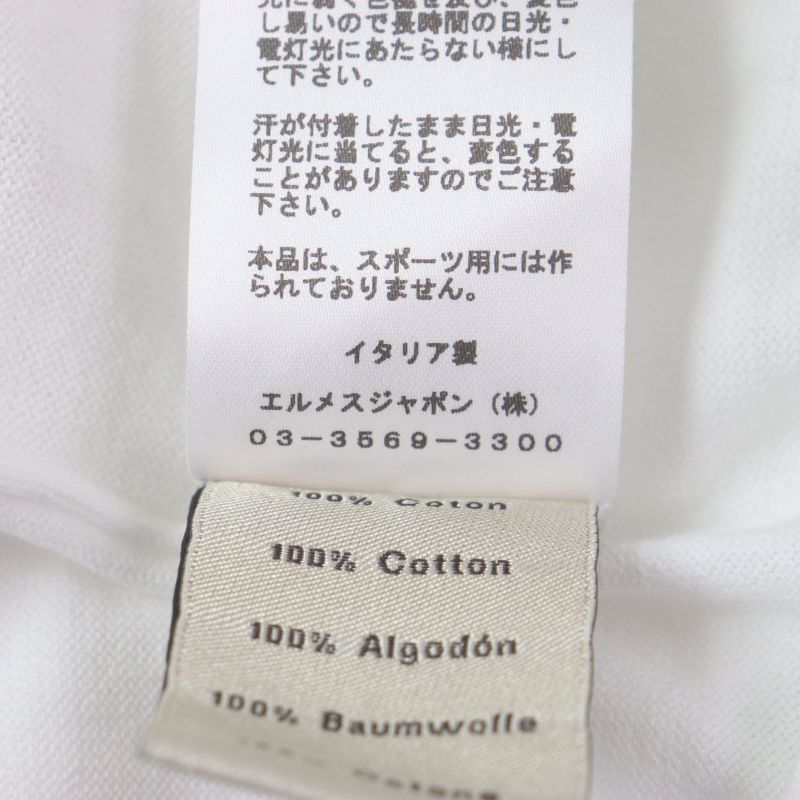 し易いので長時間の日光・
電灯光にあたらない様にし
て下さい。
汗が付着したまま日光・電
灯光に当てると、変色する
ことがありますのでご注意
下さい。
本品は、スポーツ用には作
られておりません。
イタリア製
エルメスジャポン（株）
03-3569-3300
100% Coton
100% Cotton
100% Algodón
100% Baumwolle